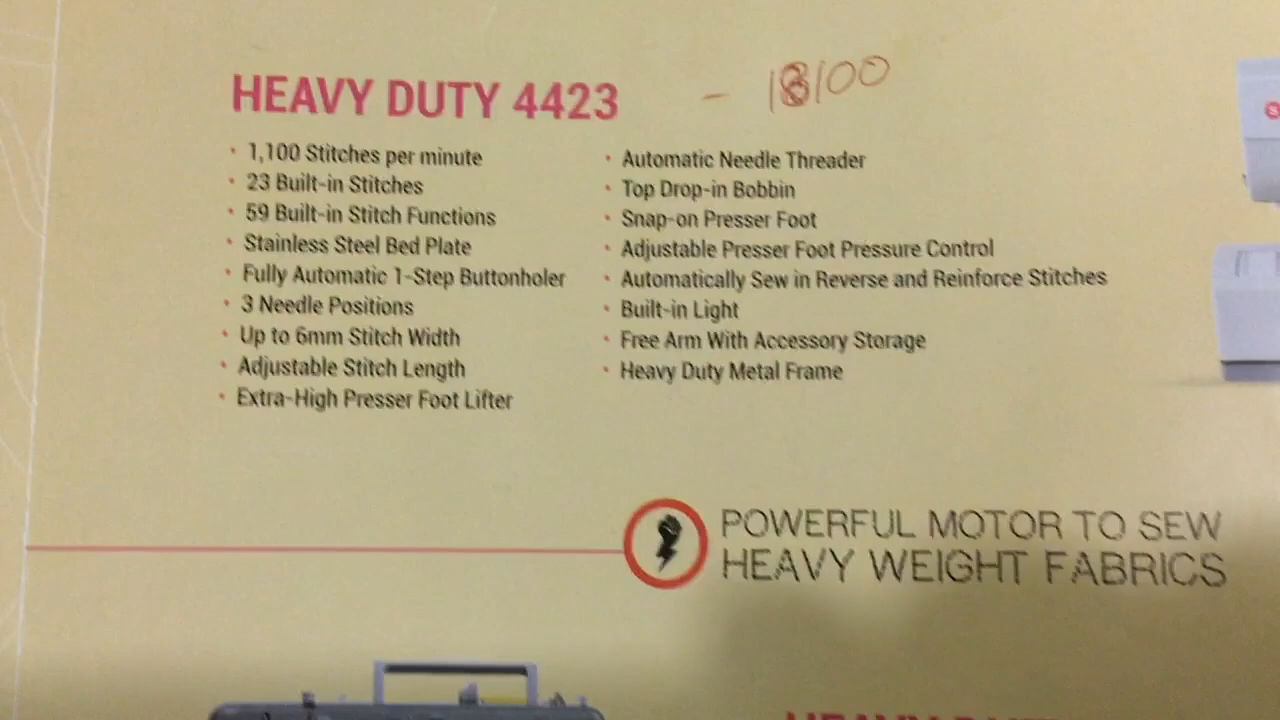 HEAVY DUTY 4423 - 18100
• 1,100 Stitches per minute
• 23 Built-in Stitches
• 59 Built-in Stitch Functions
• Stainless Steel Bed Plate
• Fully Automatic 1-Step Buttonholer
• 3 Needle Positions
• Up to 6mm Stitch Width
• Adjustable Stitch Length
• Extra-High Presser Foot Lifter
• Automatic Needle Threader
• Top Drop-in Bobbin
• Snap-on Presser Foot
• Adjustable Presser Foot Pressure Control
• Automatically Sew in Reverse and Reinforce Stitches
• Built-in Light
• Free Arm With Accessory Storage
• Heavy Duty Metal Frame
POWERFUL MOTOR TO SEW
HEAVY WEIGHT FABRICS